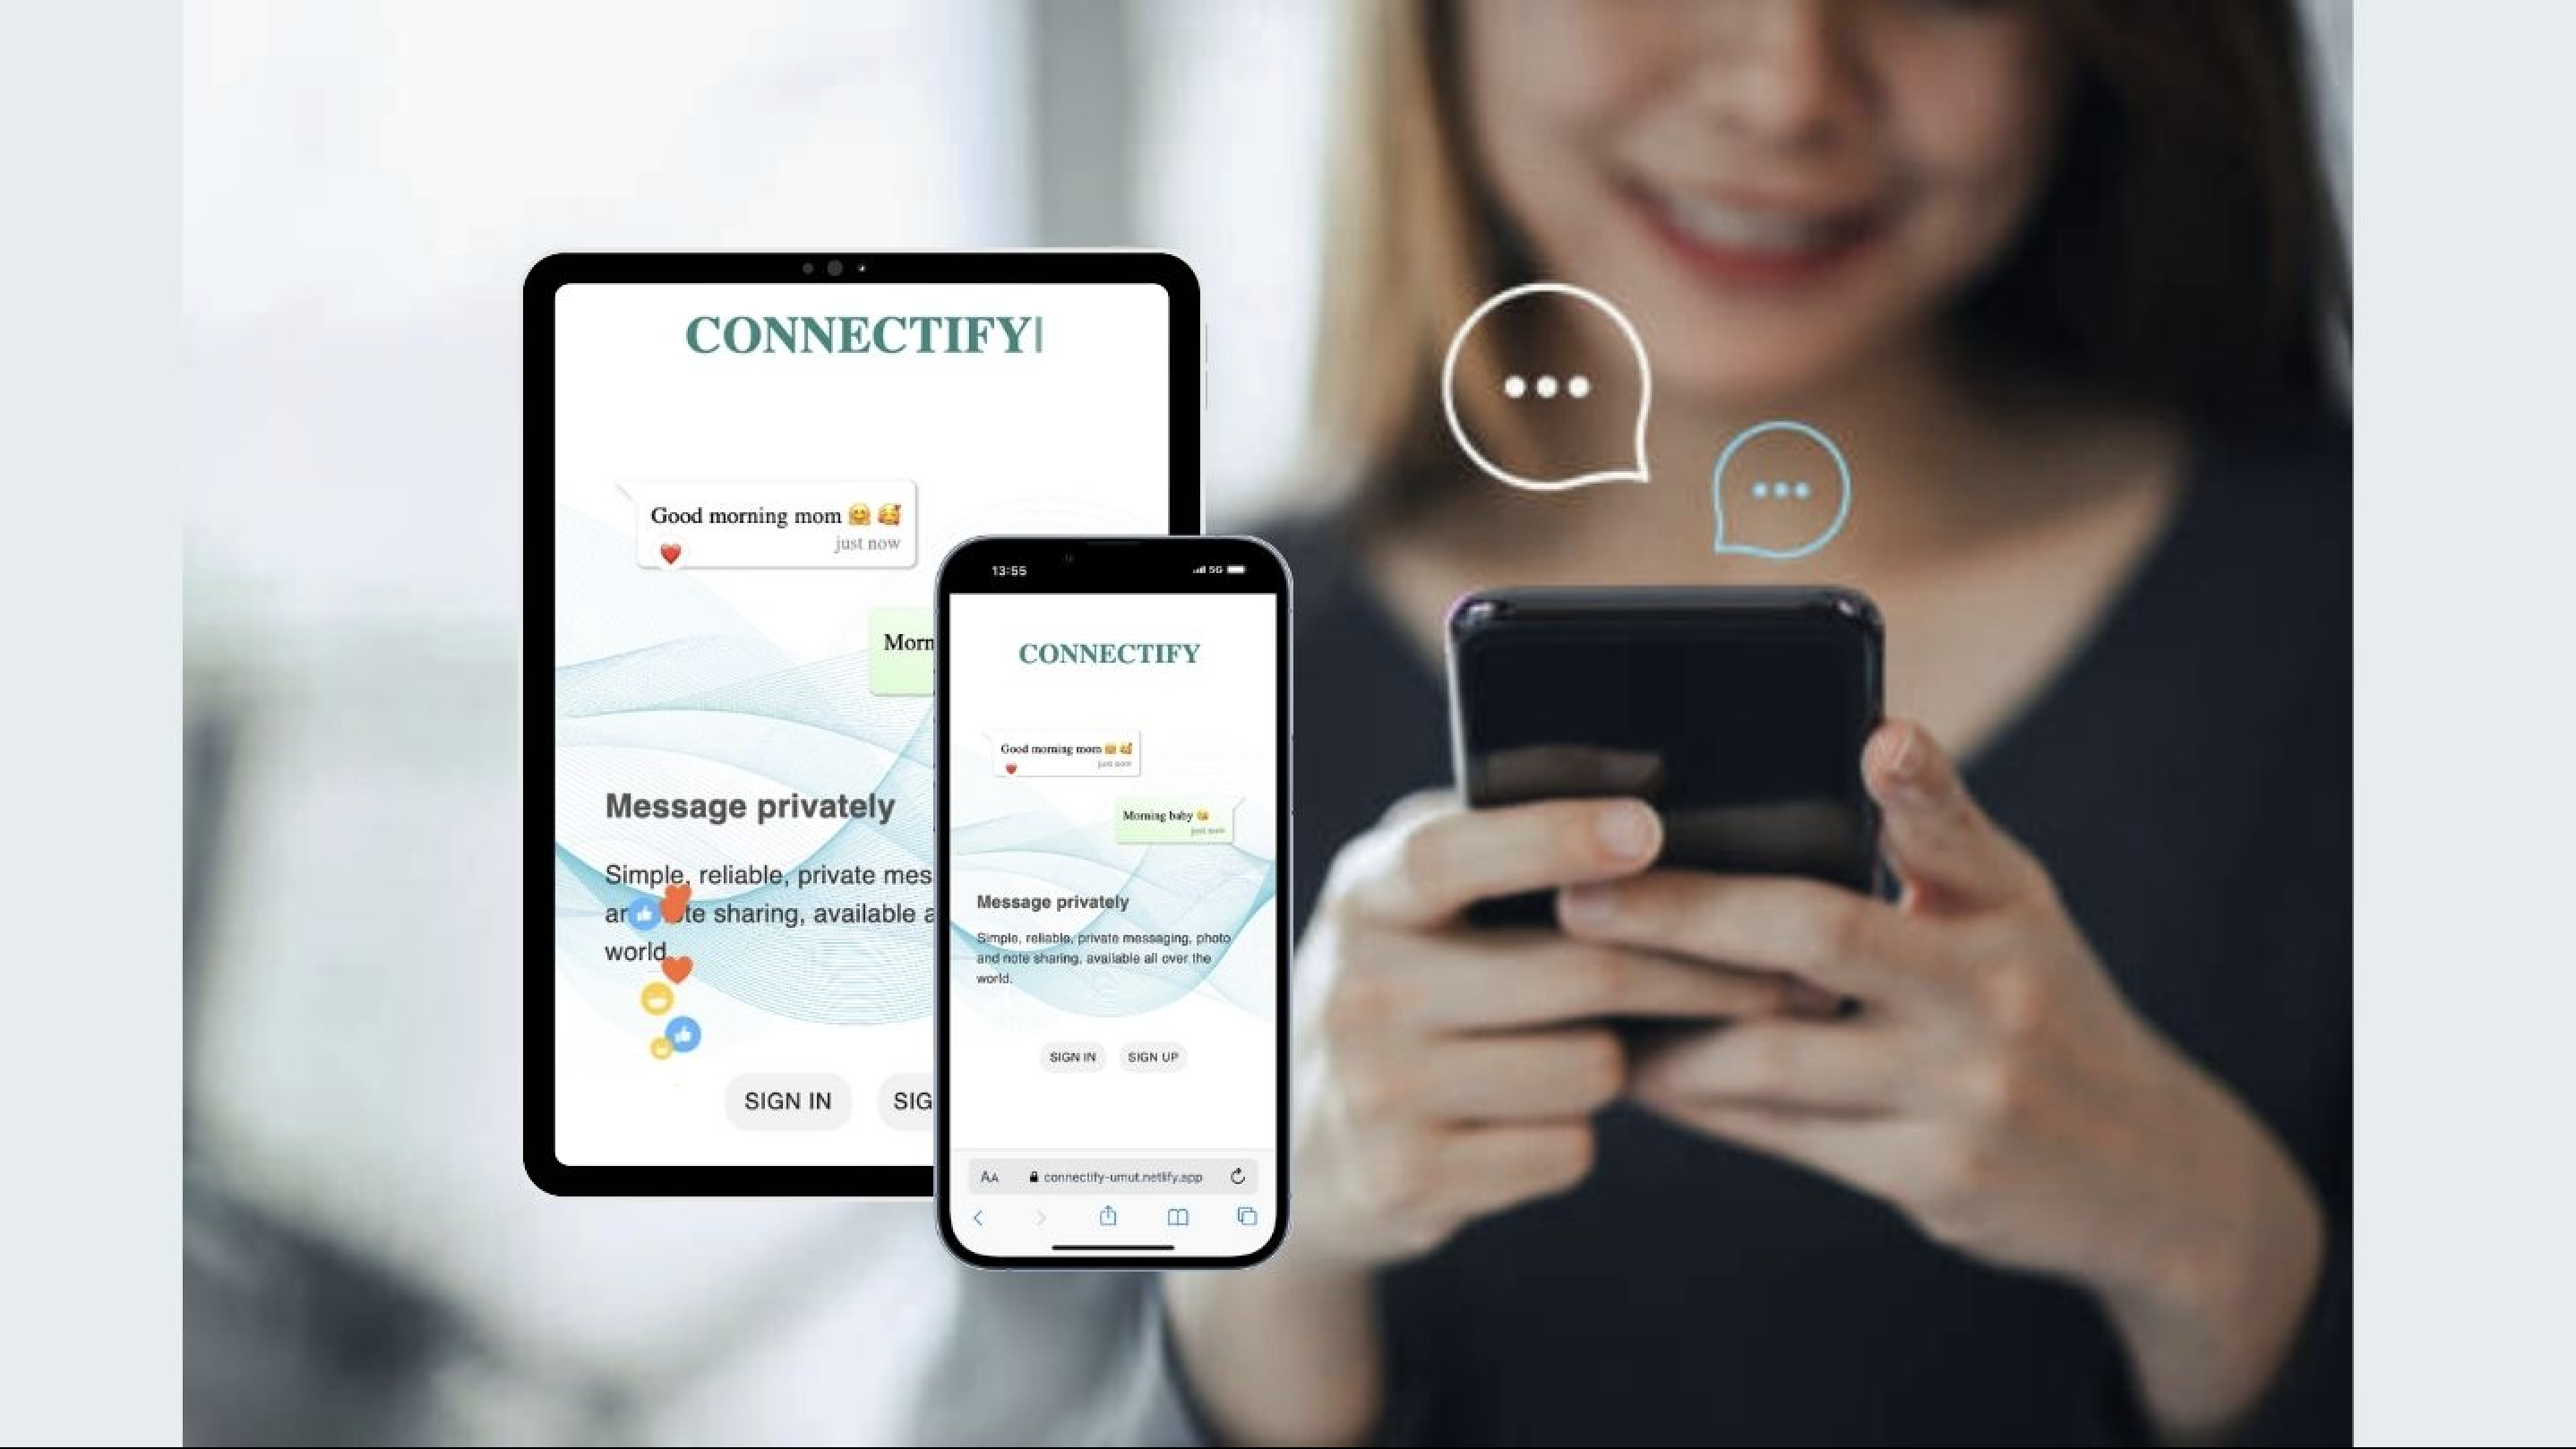 CONNECTIFY
Good morning mom 🤗 🥰
just now
Morn
Message privately
Simple, reliable, private mes
te sharing, available a
world.
SIGN IN
SIG
13:55
5G
CONNECTIFY
Good morning mom 🤗 🥰
just now
Morning baby 😘
just now
Message privately
Simple, reliable, private messaging, photo
and note sharing, available all over the
world.
SIGN IN
SIGN UP
AA
connectify-umut.netlify.app